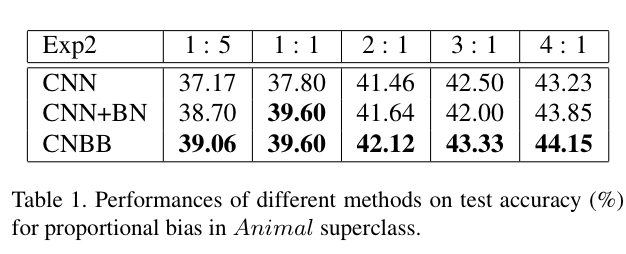 Exp2 1 : 5 1 : 1 2 : 1 3 : 1 4 : 1
CNN 37.17 37.80 41.46 42.50 43.23
CNN+BN 38.70 39.60 41.64 42.00 43.85
CNBB 39.06 39.60 42.12 43.33 44.15
Table 1. Performances of different methods on test accuracy (%)
for proportional bias in Animal superclass.